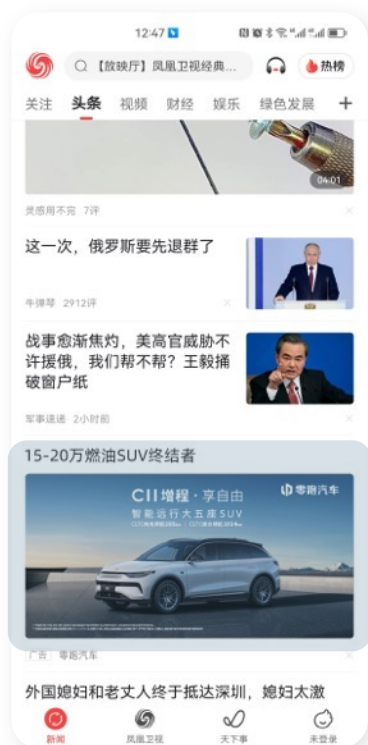 12:47
【放映厅】凤凰卫视经典...
热榜
关注 头条 视频 财经 娱乐 绿色发展 +
04:01
灵感用不完 7评
这一次，俄罗斯要先退群了
牛弹琴 2912评
战事愈渐焦灼，美高官威胁不
许援俄，我们帮不帮？王毅捅
破窗户纸
军事速递 2小时前
15-20万燃油SUV终结者
C11增程·享自由
零跑汽车
智能远行大五座SUV
广告 零跑汽车
外国媳妇和老丈人终于抵达深圳，媳妇太激
新闻 凤凰卫视 天下事 未登录